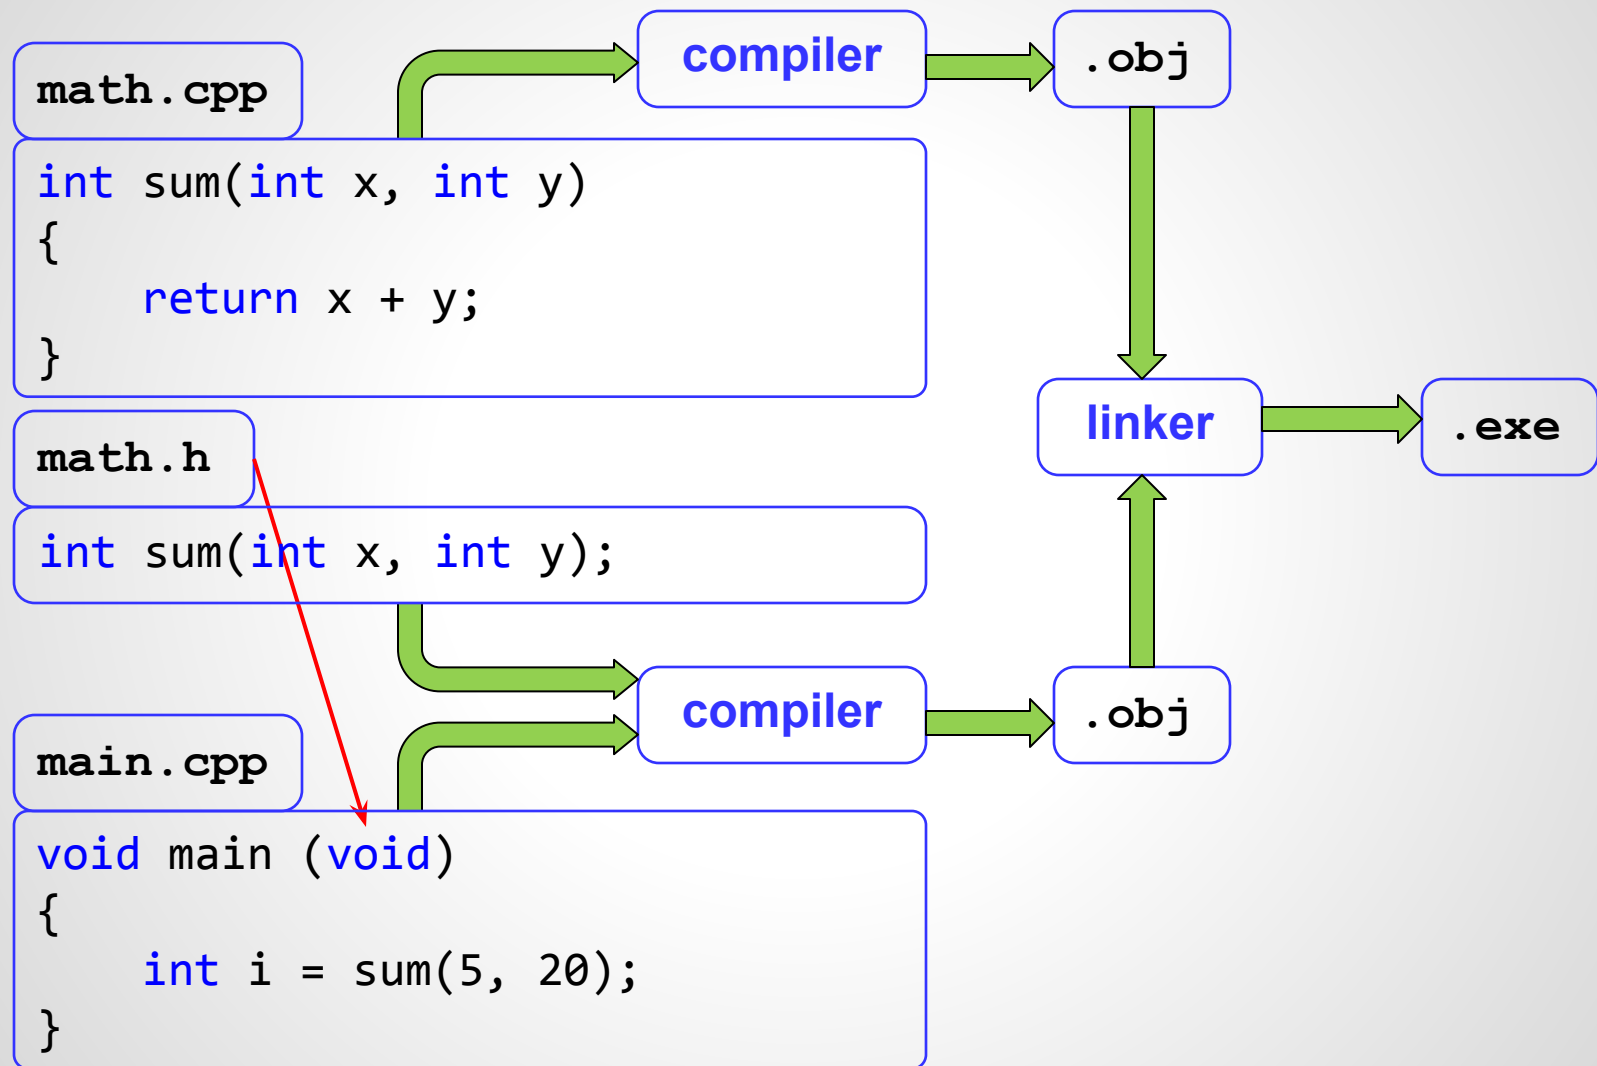 compiler
.obj
math.cpp
int sum(int x, int y)
{
    return x + y;
}
linker
.exe
math.h
int sum(int x, int y);
compiler
.obj
main.cpp
void main (void)
{
    int i = sum(5, 20);
}